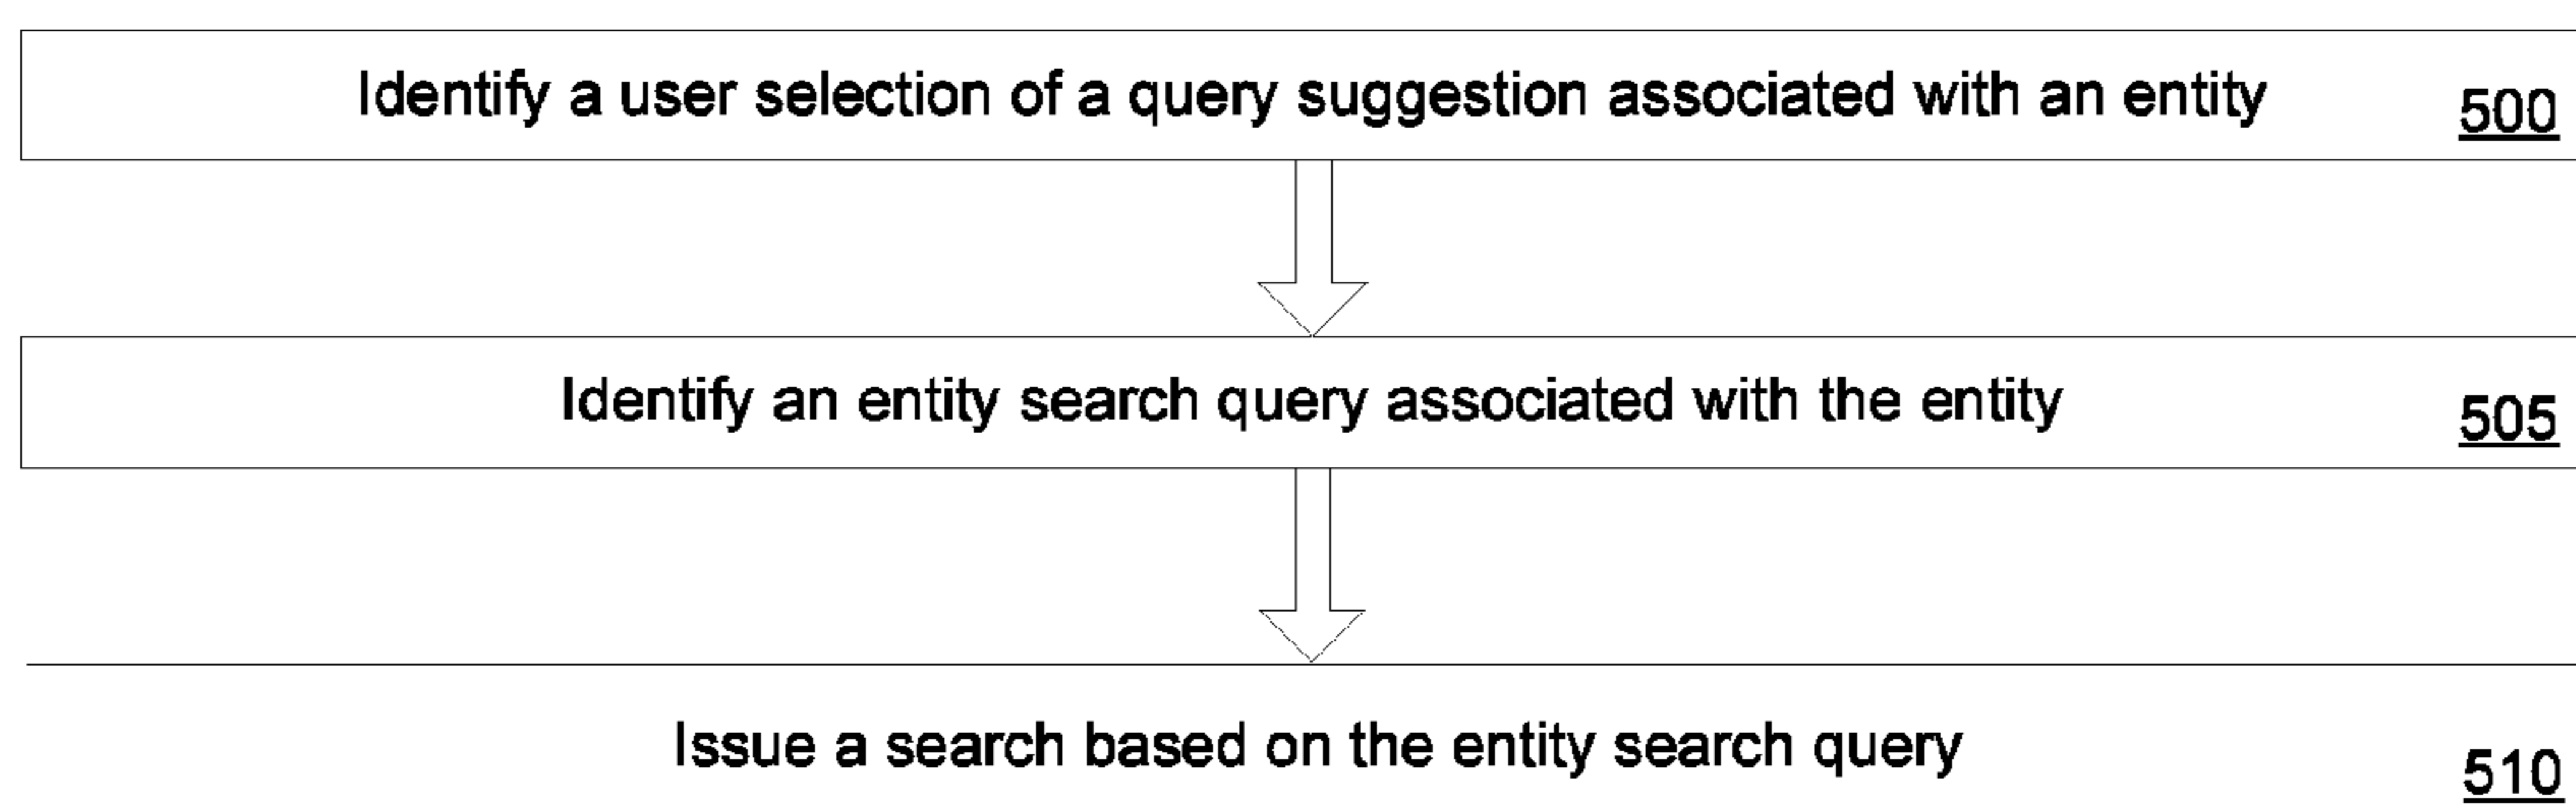 Identify a user selection of a query suggestion associated with an entity 500
Identify an entity search query associated with the entity 505
Issue a search based on the entity search query 510